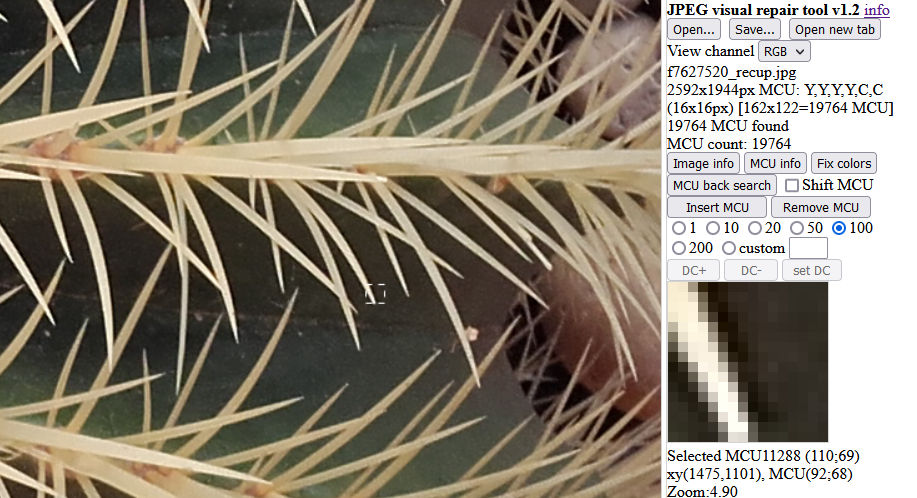 JPEG visual repair tool v1.2 info
Open... Save... Open new tab
View channel RGB
f7627520_recup.jpg
2592x1944px MCU: Y,Y,Y,Y,C,C
(16x16px) [162x122=19764 MCU]
19764 MCU found
MCU count: 19764
Image info MCU info Fix colors
MCU back search Shift MCU
Insert MCU Remove MCU
1 10 20 50 100
200 custom
DC+ DC- set DC
Selected MCU11288 (110;69)
xy(1475,1101), MCU(92;68)
Zoom:4.90